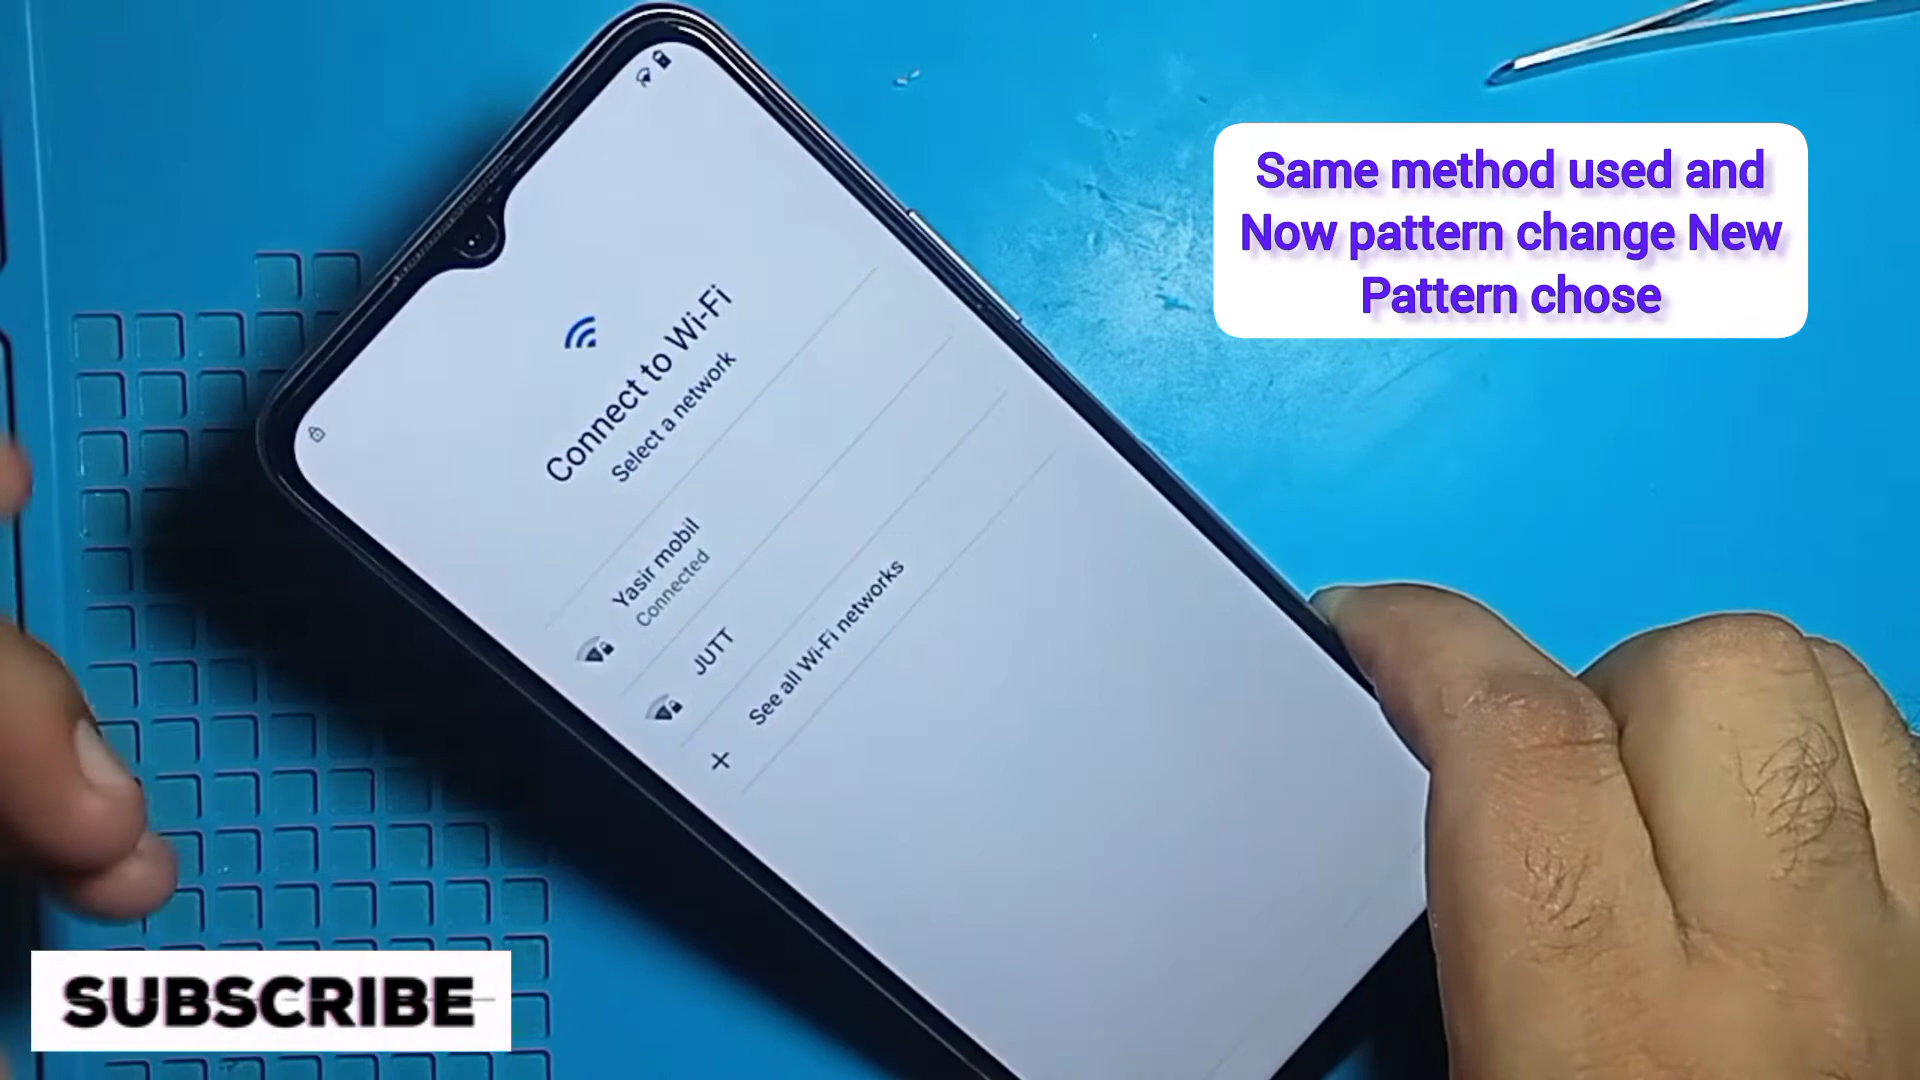 Same method used and
Now pattern change New
Pattern chose
Connect to Wi-Fi
Select a network
Yasir mobil
Connected
JUTT
See all Wi-Fi networks
SUBSCRIBE